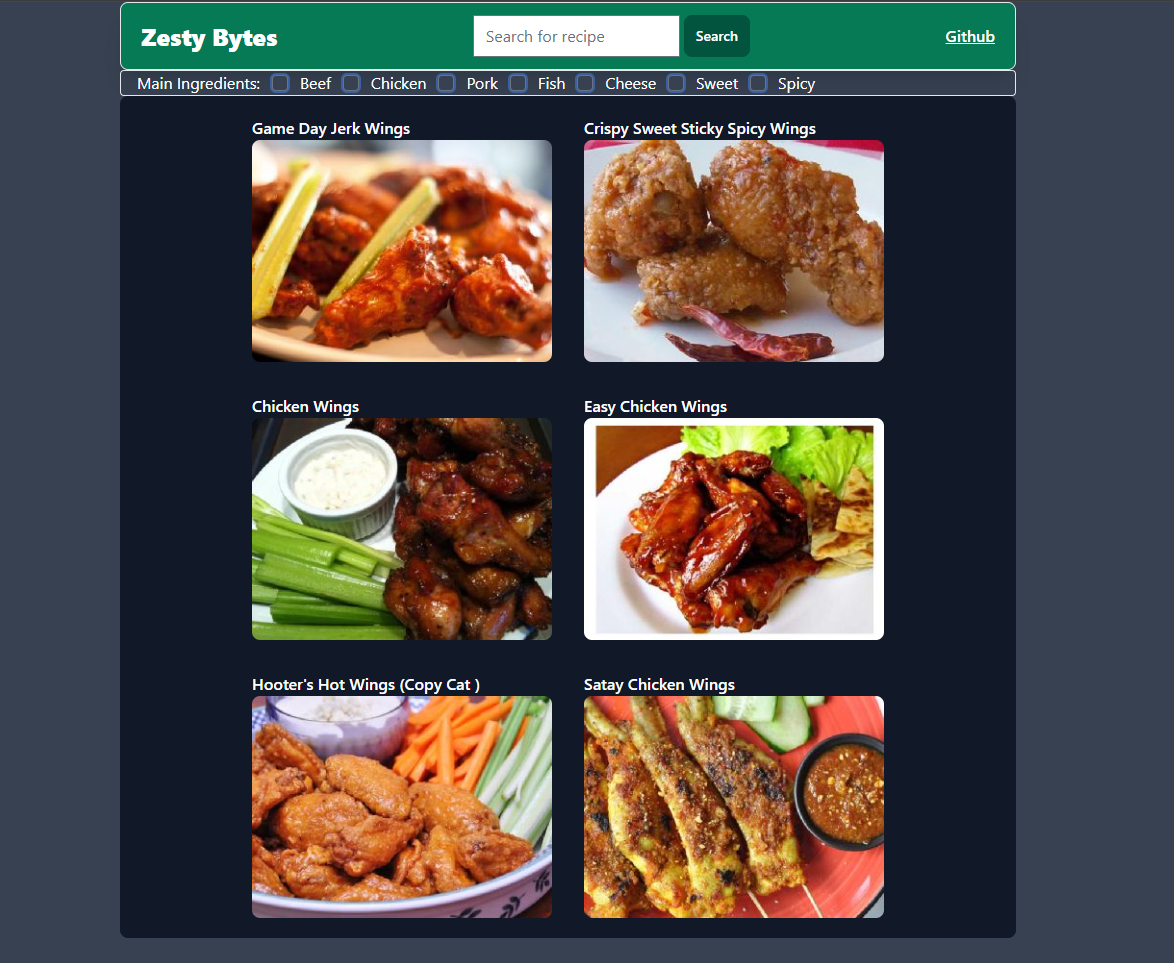 Zesty Bytes Search for recipe Search Github
Main Ingredients: Beef Chicken Pork Fish Cheese Sweet Spicy
Game Day Jerk Wings
Crispy Sweet Sticky Spicy Wings
Chicken Wings
Easy Chicken Wings
Hooter's Hot Wings (Copy Cat )
Satay Chicken Wings